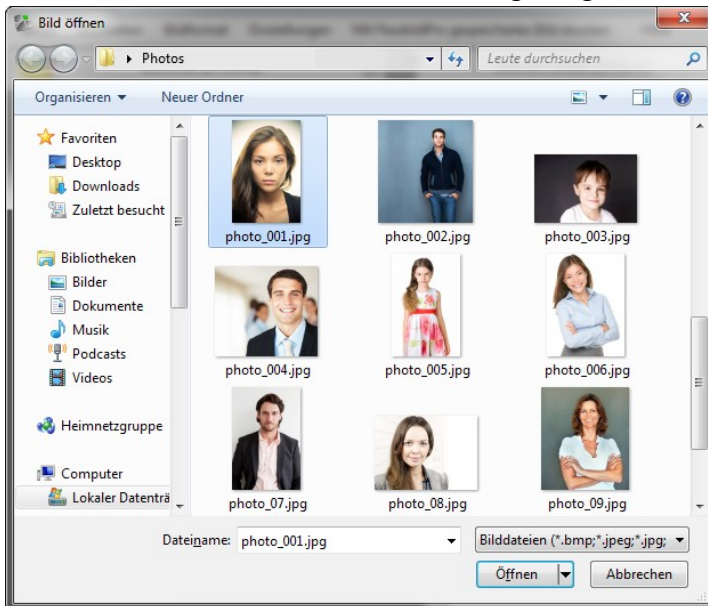 Bild öffnen
Photos
Leute durchsuchen
Organisieren
Neuer Ordner
Favoriten
Desktop
Downloads
Zuletzt besucht
Bibliotheken
Bilder
Dokumente
Musik
Podcasts
Videos
Heimnetzgruppe
Computer
Lokaler Datenträ
photo_001.jpg
photo_002.jpg
photo_003.jpg
photo_004.jpg
photo_005.jpg
photo_006.jpg
photo_07.jpg
photo_08.jpg
photo_09.jpg
Dateiname: photo_001.jpg
Bilddateien (*.bmp;*.jpeg;*.jpg;
Öffnen
Abbrechen